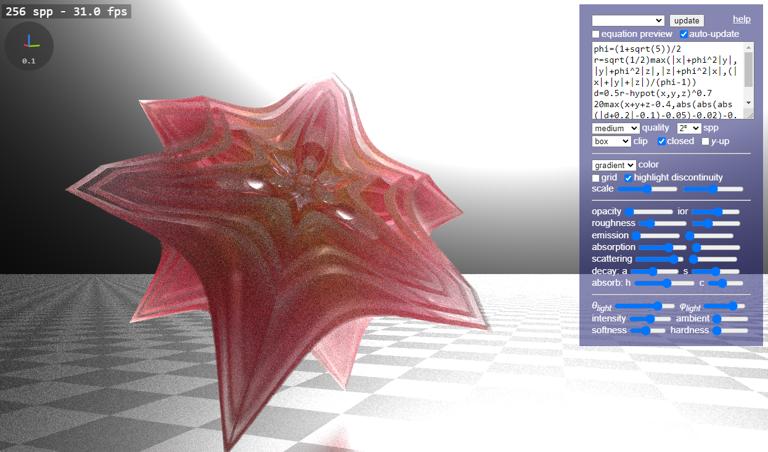 256 spp - 31.0 fps
0.1
update
help
equation preview
auto-update
phi=(1+sqrt(5))/2
r=sqrt(1/2)max(|x|+phi^2|y|,
|y|+phi^2|z|,|z|+phi^2|x|,(|
x|+|y|+|z|)/(phi-1))
d=0.5r-hypot(x,y,z)^0.7
20max(x+y+z-0.4,abs(abs(abs
(|d+0.2|-0.1)-0.05)-0.02)-0.
medium quality 2² spp
box clip closed y-up
gradient color
grid highlight discontinuity
scale
opacity ior
roughness
emission
absorption
scattering
decay: a s
absorb: h c
θlight φlight
intensity ambient
softness hardness